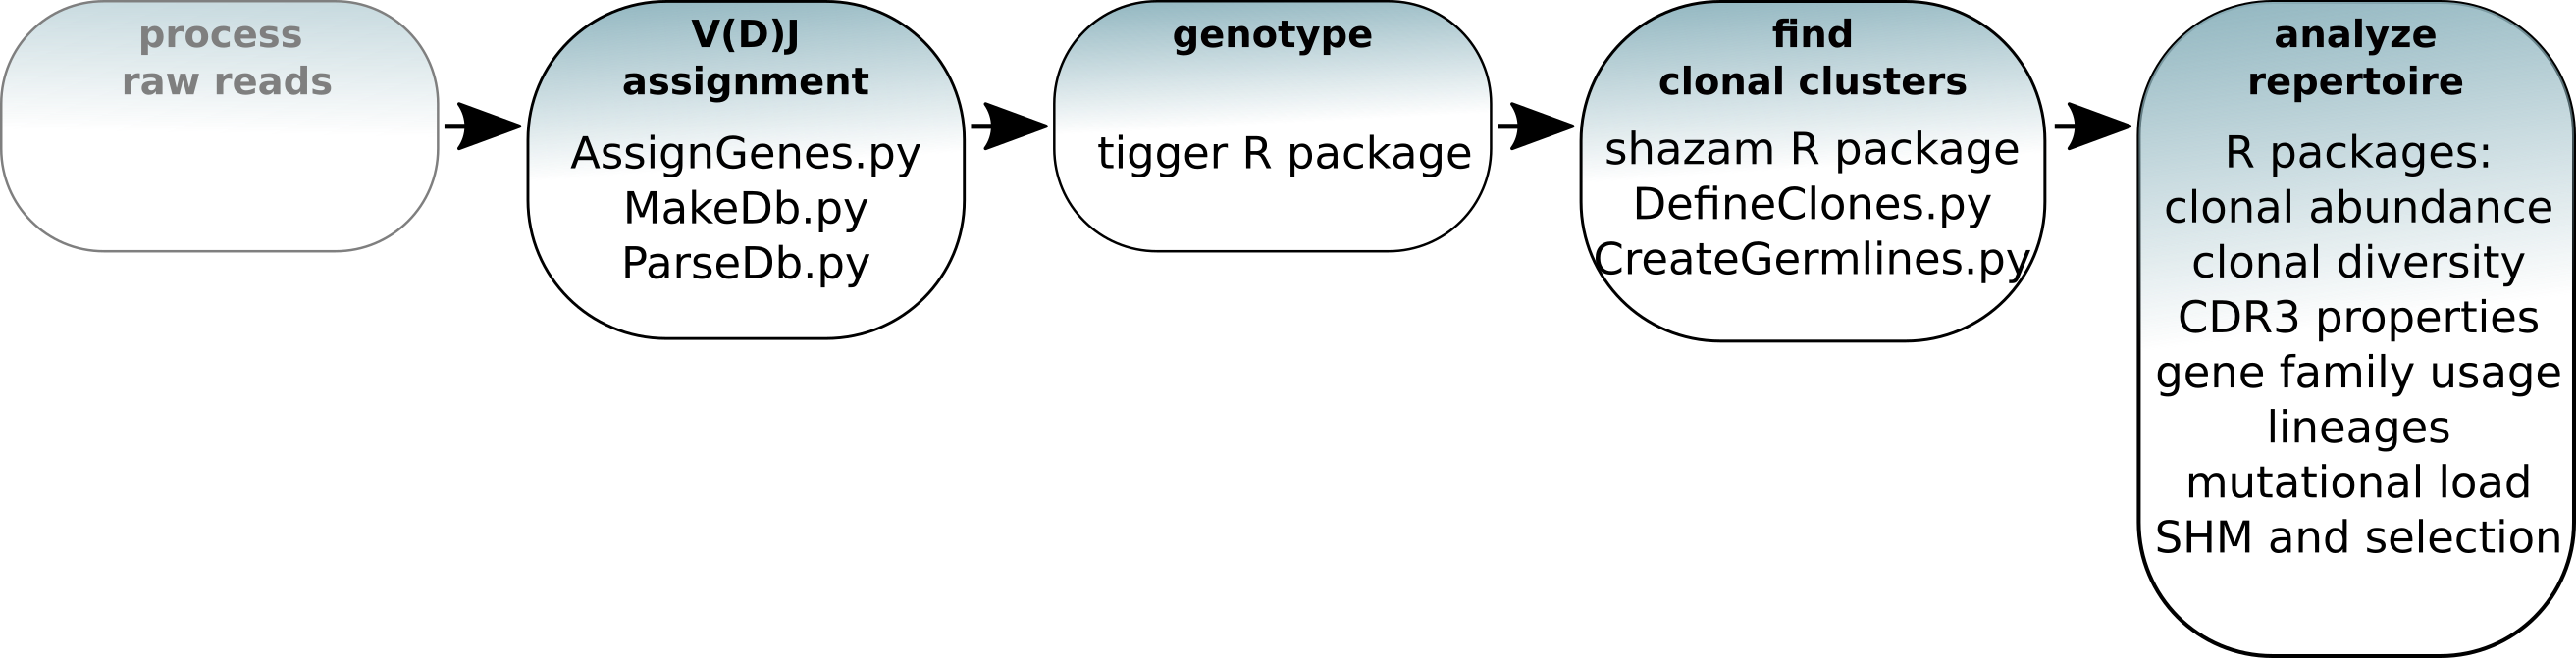 process
raw reads
V(D)J
assignment
AssignGenes.py
MakeDb.py
ParseDb.py
genotype
tigger R package
find
clonal clusters
shazam R package
DefineClones.py
CreateGermlines.py
analyze
repertoire
R packages:
clonal abundance
clonal diversity
CDR3 properties
gene family usage
lineages
mutational load
SHM and selection